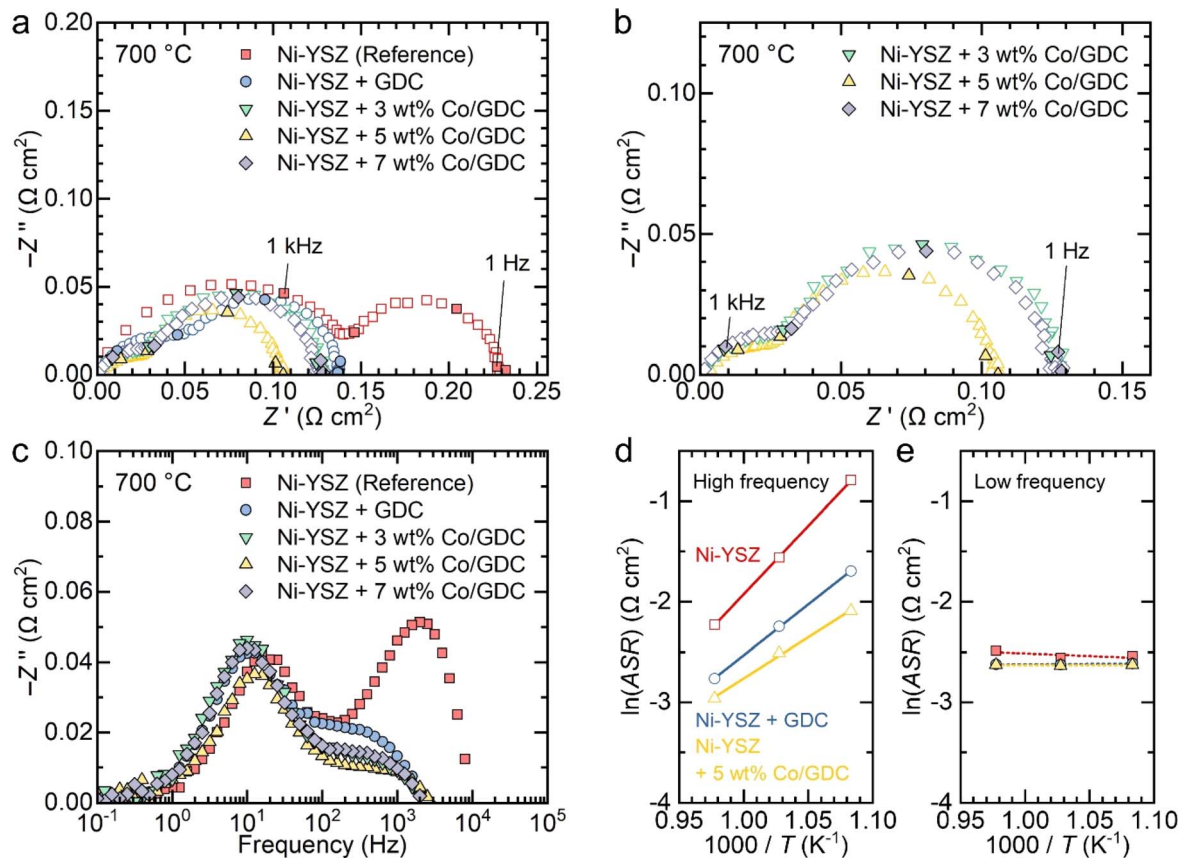 a
700 °C
Ni-YSZ (Reference)
Ni-YSZ + GDC
Ni-YSZ + 3 wt% Co/GDC
Ni-YSZ + 5 wt% Co/GDC
Ni-YSZ + 7 wt% Co/GDC
1 kHz
1 Hz
0.20
0.15
0.10
0.05
0.00
−Z" (Ω cm²)
0.00 0.05 0.10 0.15 0.20 0.25
Z' (Ω cm²)
b
700 °C
Ni-YSZ + 3 wt% Co/GDC
Ni-YSZ + 5 wt% Co/GDC
Ni-YSZ + 7 wt% Co/GDC
1 kHz
1 Hz
0.10
0.05
0.00
−Z" (Ω cm²)
0.00 0.05 0.10 0.15
Z' (Ω cm²)
c
700 °C
Ni-YSZ (Reference)
Ni-YSZ + GDC
Ni-YSZ + 3 wt% Co/GDC
Ni-YSZ + 5 wt% Co/GDC
Ni-YSZ + 7 wt% Co/GDC
0.10
0.08
0.06
0.04
0.02
0.00
−Z" (Ω cm²)
10⁻¹ 10⁰ 10¹ 10² 10³ 10⁴ 10⁵
Frequency (Hz)
d
High frequency
Ni-YSZ
Ni-YSZ + GDC
Ni-YSZ
+ 5 wt% Co/GDC
-1
-2
-3
-4
ln(ASR) (Ω cm²)
0.95 1.00 1.05 1.10
1000 / T (K⁻¹)
e
Low frequency
-1
-2
-3
-4
ln(ASR) (Ω cm²)
0.95 1.00 1.05 1.10
1000 / T (K⁻¹)